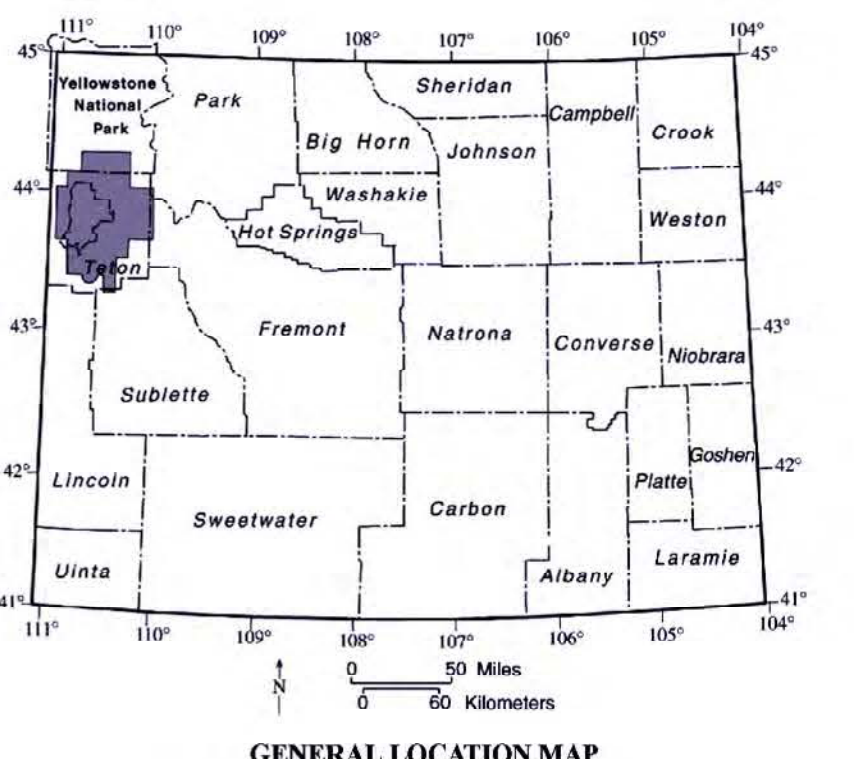 111° 110° 109° 108° 107° 106° 105° 104°
45° 45°
Yellowstone
National
Park
Park
Sheridan
Campbell
Crook
Big Horn
Johnson
44° 44°
Washakie
Weston
Hot Springs
Teton
43° 43°
Fremont
Natrona
Converse
Niobrara
Sublette
42° 42°
Goshen
Lincoln
Platte
Sweetwater
Carbon
Laramie
Uinta
Albany
41° 41°
111° 110° 109° 108° 107° 106° 105° 104°
0 50 Miles
N
0 60 Kilometers
GENERAL LOCATION MAP